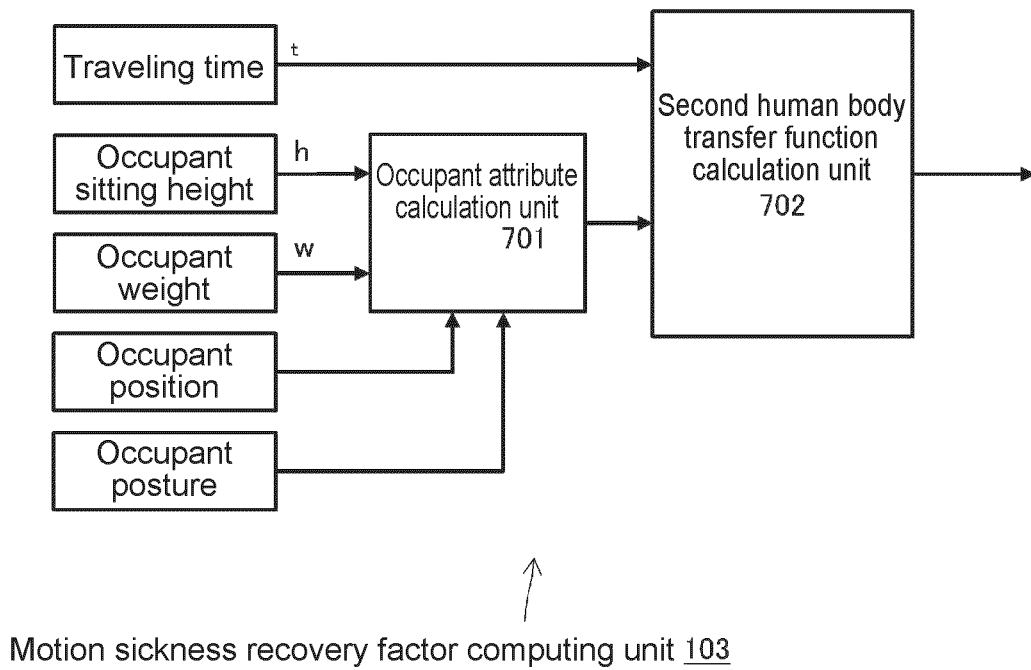 Traveling time
t
Second human body
transfer function
calculation unit
702
Occupant
sitting height
h
Occupant attribute
calculation unit
701
Occupant
weight
w
Occupant
position
Occupant
posture
Motion sickness recovery factor computing unit 103